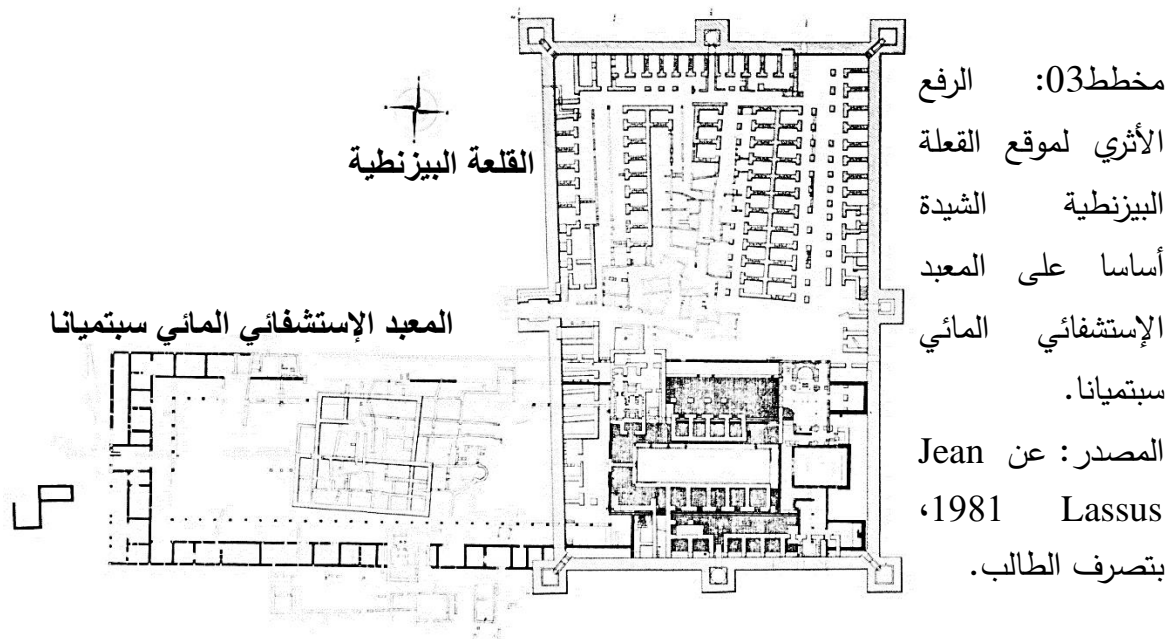 مخطط03: الرفع
الأثري لموقع القعلة
البيزنطية الشيدة
أساسا على المعبد
الإستشفائي المائي
سبتميانا.
المصدر: عن Jean
Lassus 1981،
بتصرف الطالب.
القلعة البيزنطية
المعبد الإستشفائي المائي سبتميانا